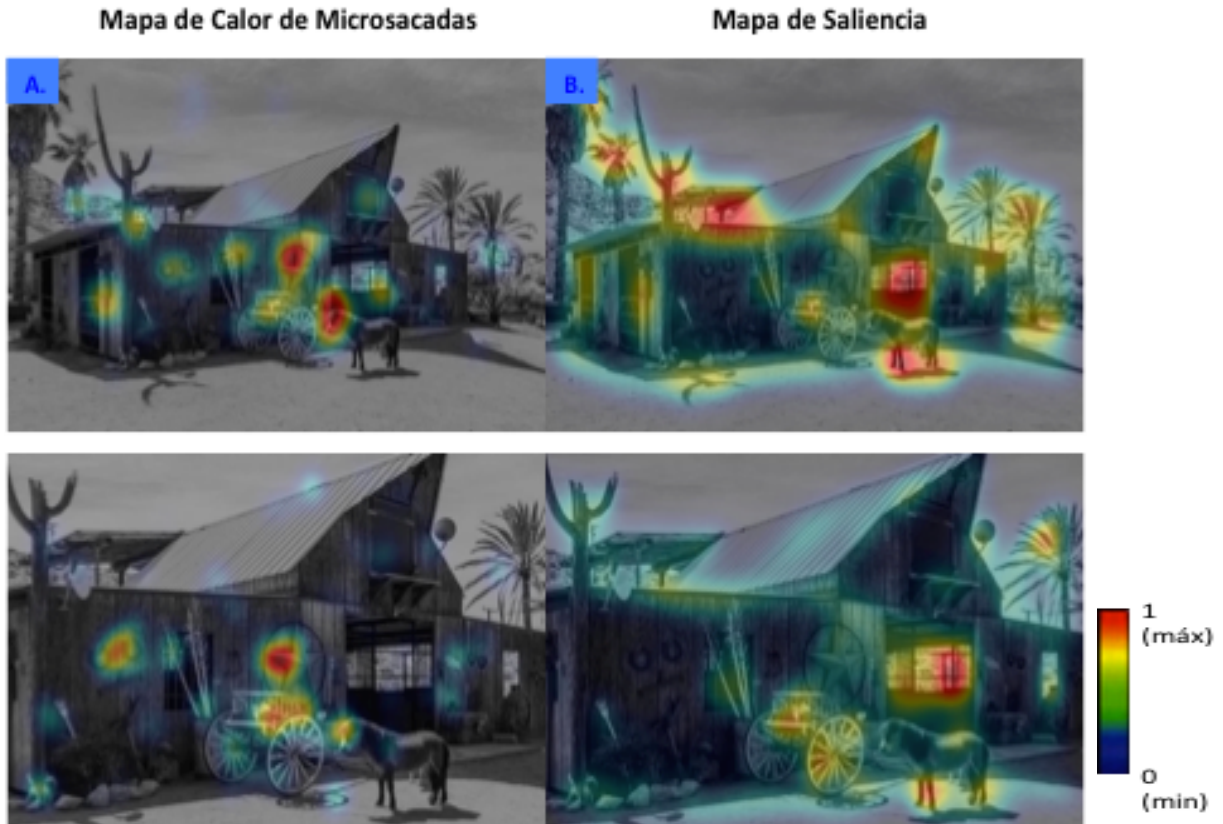 Mapa de Calor de Microsacadas
Mapa de Saliencia
A.
B.
1
(máx)
0
(min)